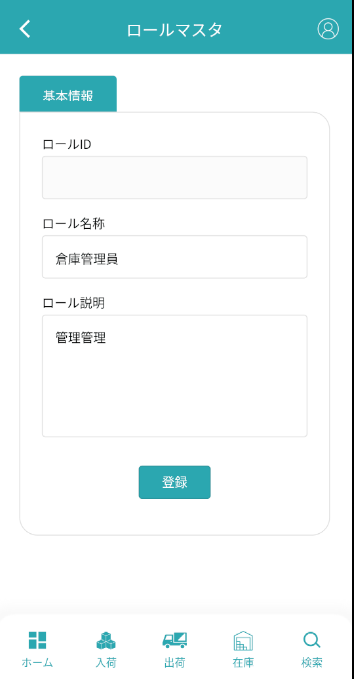 ロールマスタ
基本情報
ロールID
ロール名称
倉庫管理員
ロール説明
管理管理
登録
ホーム
入荷
出荷
在庫
検索